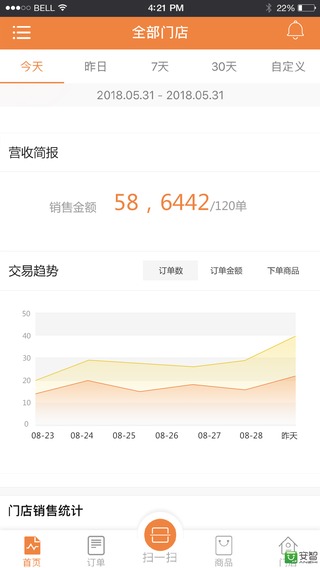 BELL 4:21 PM 22%
全部门店
今天 昨日 7天 30天 自定义
2018.05.31 - 2018.05.31
营收简报
销售金额 58，6442/120单
交易趋势 订单数 订单金额 下单商品
50
40
30
20
10
0
08-23 08-24 08-25 08-26 08-27 08-28 昨天
门店销售统计
首页 订单 扫一扫 商品
安智